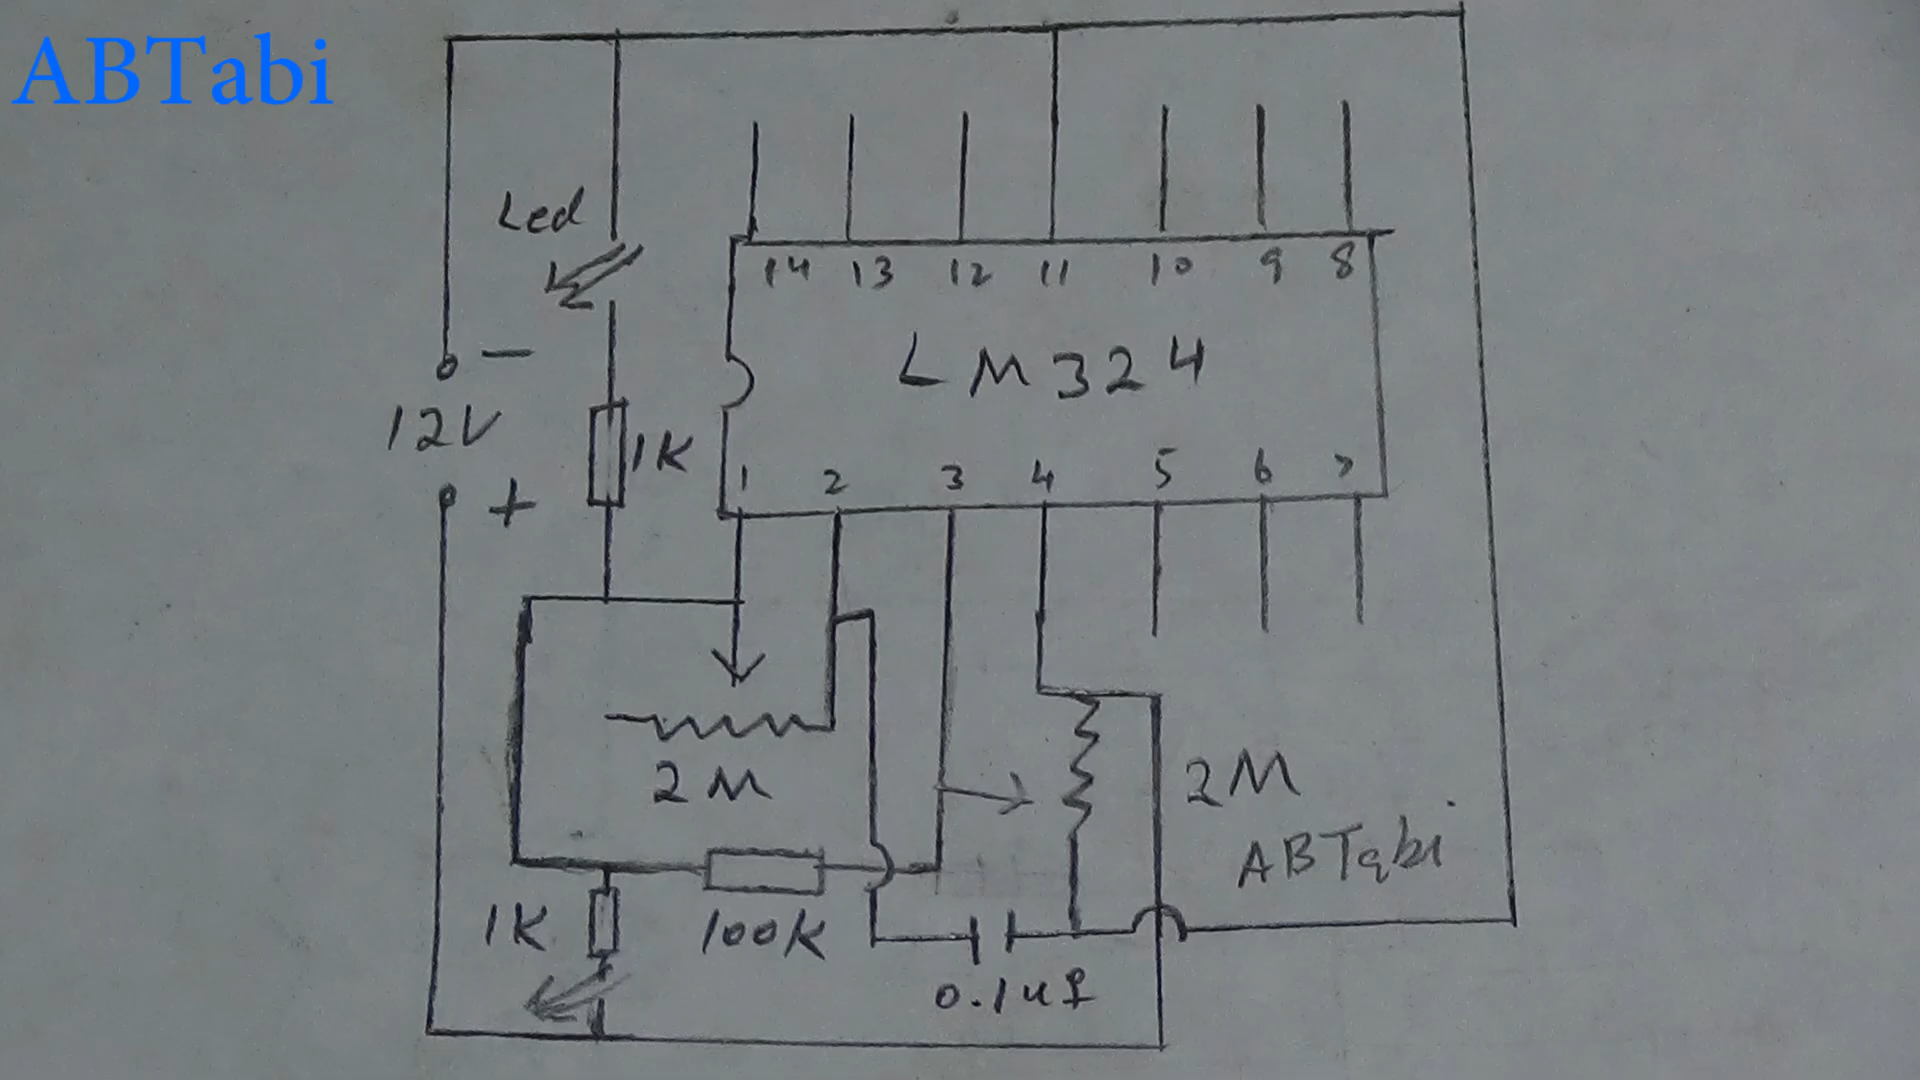 ABTabi
Led
14 13 12 11 10 9 8
LM324
-
12V
+
1K
1 2 3 4 5 6 7
2M
2M
ABTabi
1K
100K
0.1uf